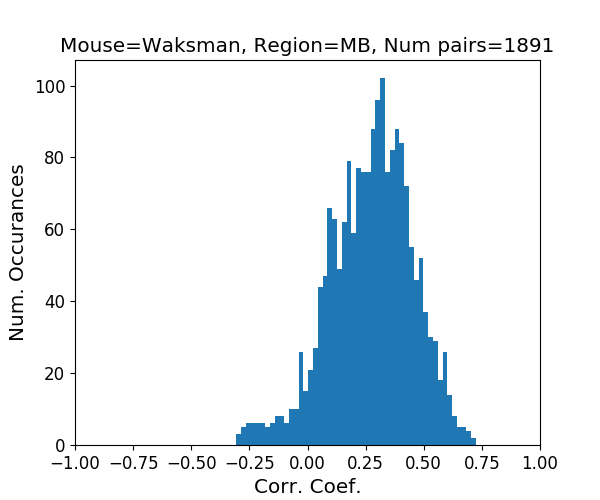 Mouse=Waksman, Region=MB, Num pairs=1891
Num. Occurances
100
80
60
40
20
0
−1.00 −0.75 −0.50 −0.25 0.00 0.25 0.50 0.75 1.00
Corr. Coef.